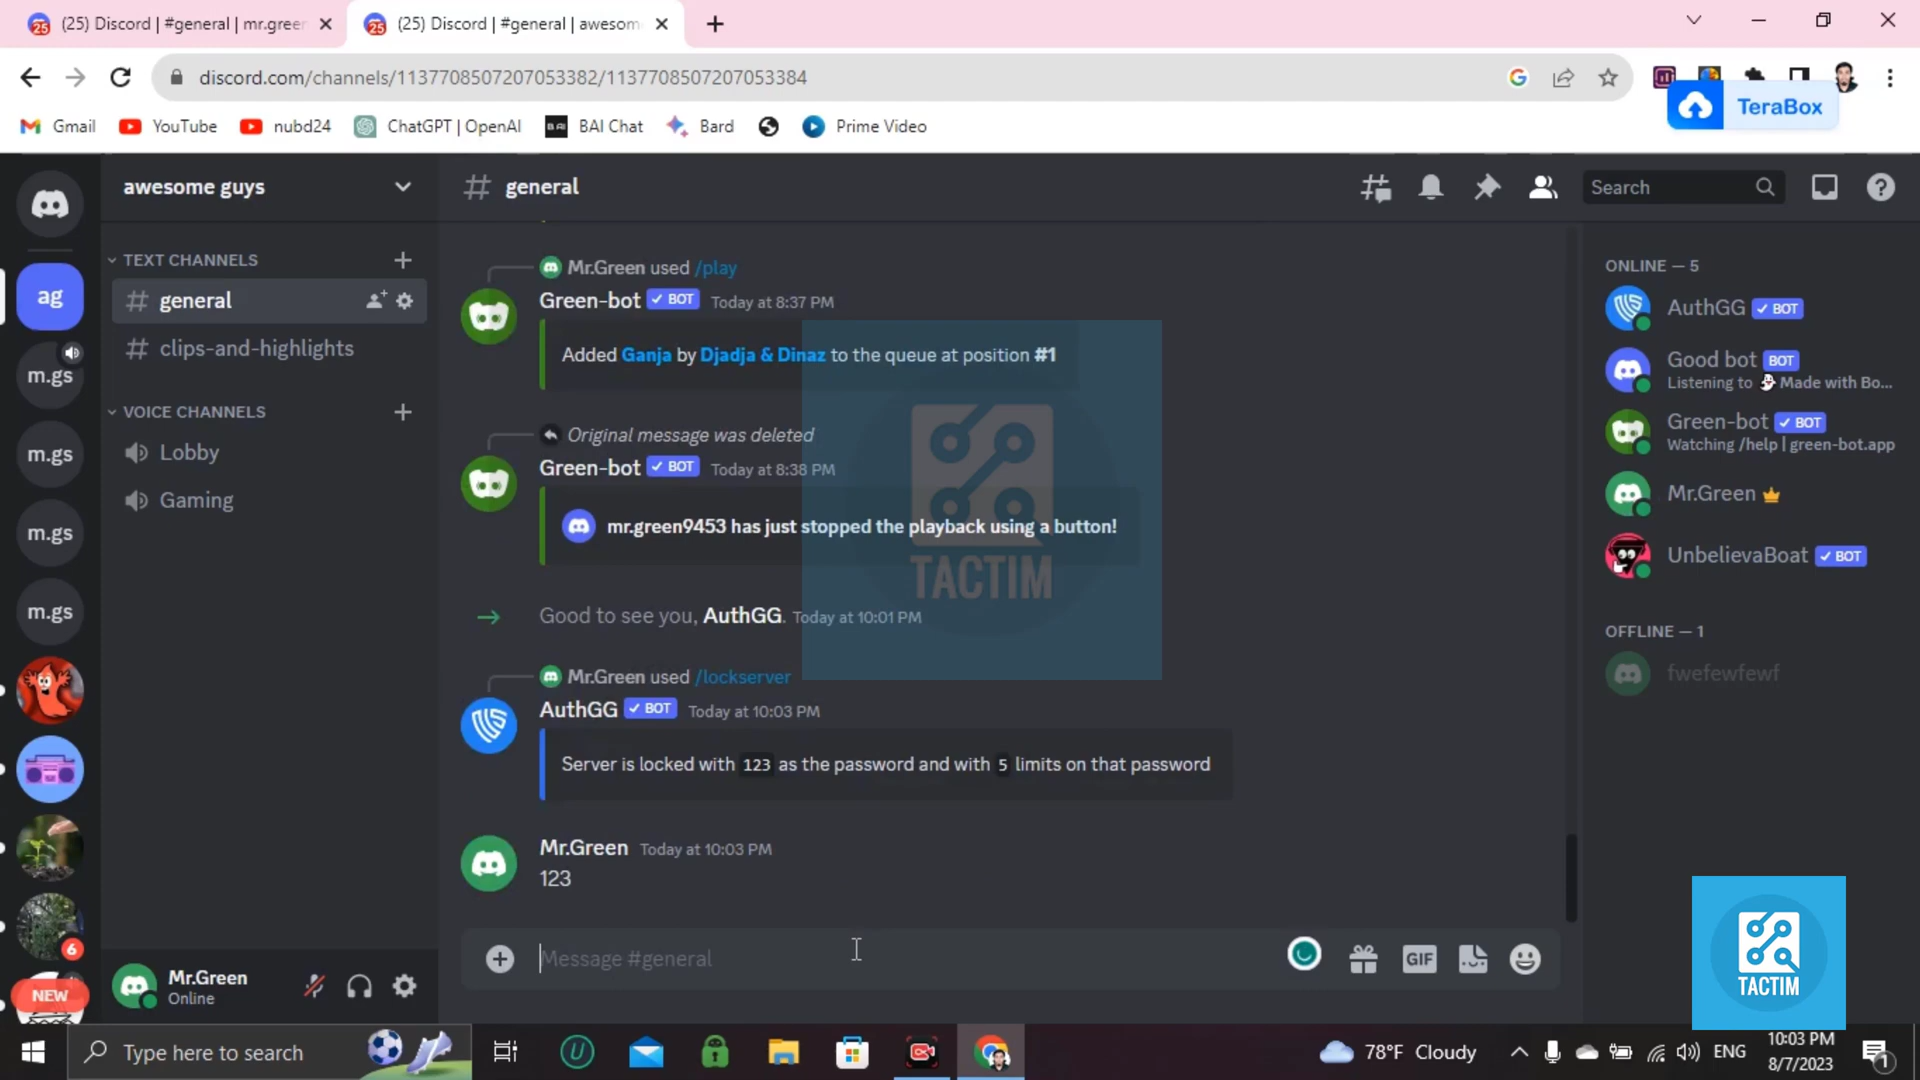 (25) Discord | #general | mr.green
(25) Discord | #general | awesom
discord.com/channels/1137708507207053382/1137708507207053384
TeraBox
Gmail
YouTube
nubd24
ChatGPT | OpenAI
BAI
BAI Chat
Bard
Prime Video
awesome guys
general
Search
TEXT CHANNELS
general
clips-and-highlights
VOICE CHANNELS
Lobby
Gaming
ag
m.gs
m.gs
m.gs
m.gs
6
NEW
Mr.Green used /play
Green-bot BOT Today at 8:37 PM
Added Ganja by Djadja & Dinaz to the queue at position #1
Original message was deleted
Green-bot BOT Today at 8:38 PM
mr.green9453 has just stopped the playback using a button!
TACTIM
Good to see you, AuthGG. Today at 10:01 PM
Mr.Green used /lockserver
AuthGG BOT Today at 10:03 PM
Server is locked with 123 as the password and with 5 limits on that password
Mr.Green Today at 10:03 PM
123
Message #general
GIF
ONLINE — 5
AuthGG BOT
Good bot BOT
Listening to Made with Bo...
Green-bot BOT
Watching /help | green-bot.app
Mr.Green
UnbelievaBoat BOT
OFFLINE — 1
fwefewfewf
TACTIM
Mr.Green
Online
Type here to search
78°F Cloudy
ENG
10:03 PM
8/7/2023
1